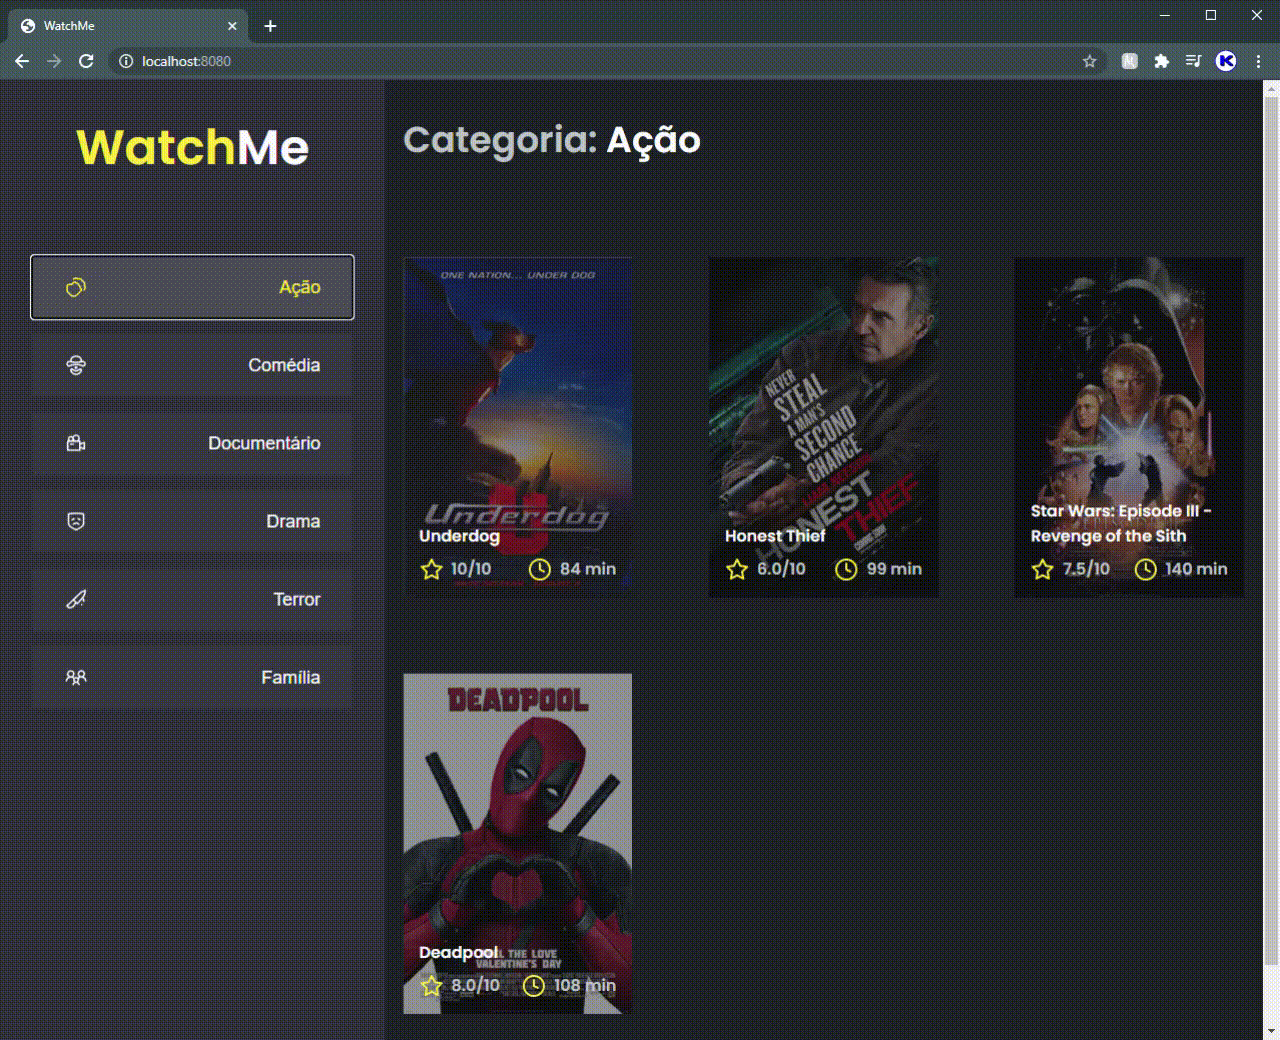 WatchMe
localhost:8080
WatchMe
Ação
Comédia
Documentário
Drama
Terror
Família
Categoria: Ação
ONE NATION... UNDER DOG
Underdog
Underdog
10/10
84 min
NEVER
STEAL
A MAN'S
SECOND
CHANCE
LIAM NEESON
HONEST
THIEF
Honest Thief
6.0/10
99 min
Star Wars: Episode III -
Revenge of the Sith
7.5/10
140 min
DEADPOOL
Deadpool
THE LOVE
VALENTINE'S DAY
8.0/10
108 min